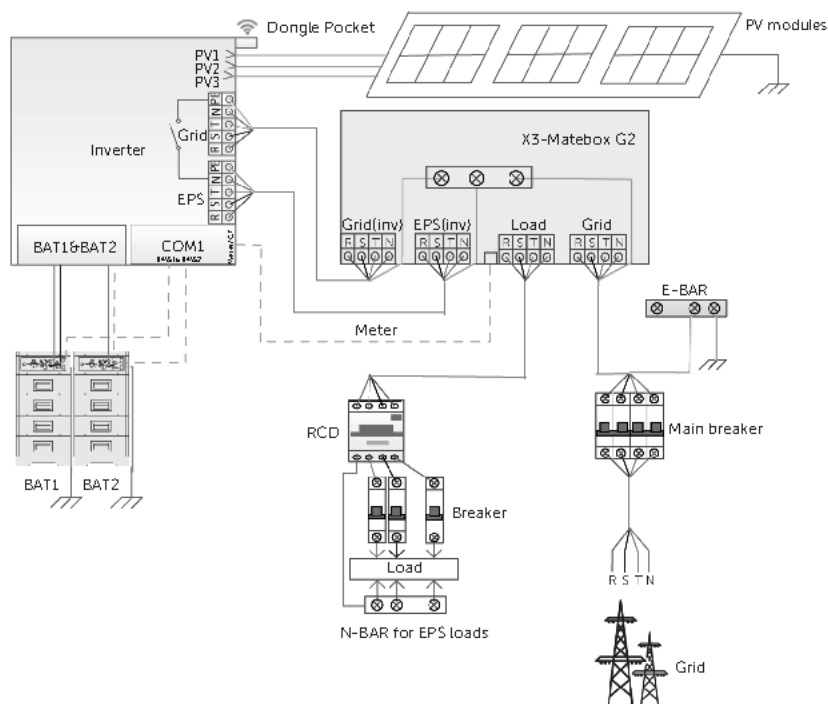 Dongle Pocket
PV modules
PV1
PV2
PV3
X3-Matebox G2
Grid
R S T N PE
Inverter
EPS
R S T N PE
Grid(inv)
EPS(inv)
Load
Grid
R S T N
R S T N
R S T N
R S T N
BAT1&BAT2
COM1
Meter/CT
E-BAR
Meter
RCD
Main breaker
BAT1
BAT2
Breaker
Load
R S T N
N-BAR for EPS loads
Grid